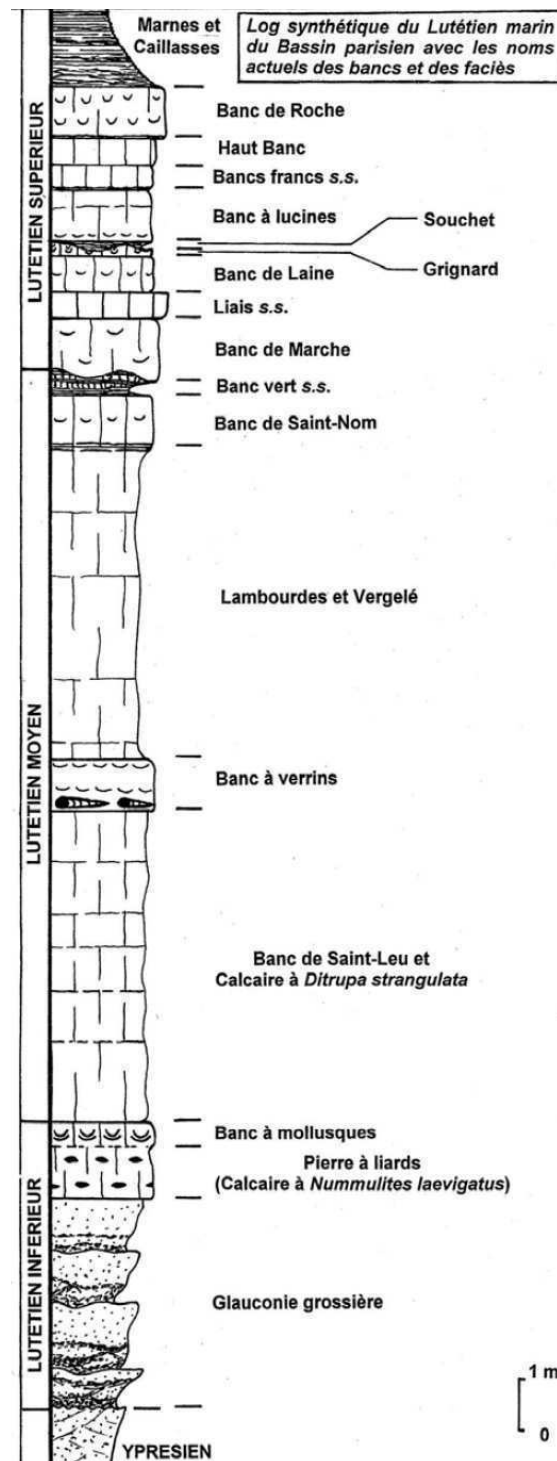 Marnes et
Caillasses
Log synthétique du Lutétien marin
du Bassin parisien avec les noms
actuels des bancs et des faciès
LUTETIEN SUPERIEUR
Banc de Roche
Haut Banc
Bancs francs s.s.
Banc à lucines
Souchet
Grignard
Banc de Laine
Liais s.s.
Banc de Marche
LUTETIEN MOYEN
Banc vert s.s.
Banc de Saint-Nom
Lambourdes et Vergelé
Banc à verrins
Banc de Saint-Leu et
Calcaire à Ditrupa strangulata
LUTETIEN INFERIEUR
Banc à mollusques
Pierre à liards
(Calcaire à Nummulites laevigatus)
Glauconie grossière
1 m
0
YPRESIEN